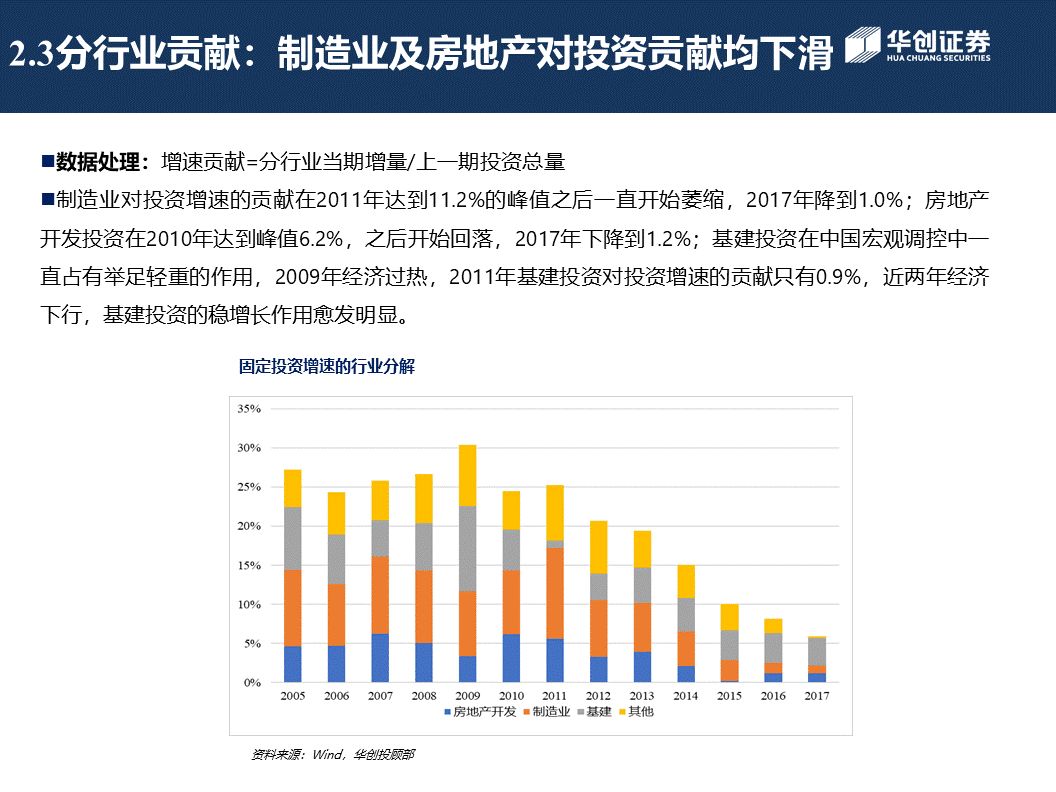 2.3分行业贡献：制造业及房地产对投资贡献均下滑
华创证券
HUA CHUANG SECURITIES
■数据处理：增速贡献=分行业当期增量/上一期投资总量
■制造业对投资增速的贡献在2011年达到11.2%的峰值之后一直开始萎缩，2017年降到1.0%；房地产
开发投资在2010年达到峰值6.2%，之后开始回落，2017年下降到1.2%；基建投资在中国宏观调控中一
直占有举足轻重的作用，2009年经济过热，2011年基建投资对投资增速的贡献只有0.9%，近两年经济
下行，基建投资的稳增长作用愈发明显。
固定投资增速的行业分解
35%
30%
25%
20%
15%
10%
5%
0%
2005 2006 2007 2008 2009 2010 2011 2012 2013 2014 2015 2016 2017
■房地产开发 ■制造业 ■基建 ■其他
资料来源：Wind，华创投顾部